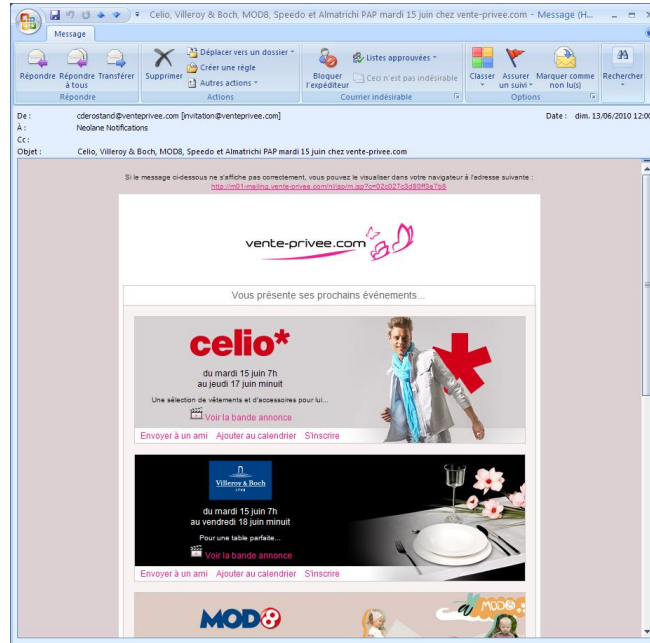 Celio, Villeroy & Boch, MOD8, Speedo et Almatrichi PAP mardi 15 juin chez vente-privee.com - Message (H...
Message
Répondre Répondre à tous Transférer
Répondre
Supprimer
Déplacer vers un dossier
Créer une règle
Autres actions
Actions
Bloquer l'expéditeur
Listes approuvées
Ceci n'est pas indésirable
Courrier indésirable
Classer Assurer un suivi Marquer comme non lu(s)
Options
Rechercher
De : cderostand@venteprivee.com [invitation@venteprivee.com] Date : dim. 13/06/2010 12:00
À : Neolane Notifications
Cc :
Objet : Celio, Villeroy & Boch, MOD8, Speedo et Almatrichi PAP mardi 15 juin chez vente-privee.com
Si le message ci-dessous ne s'affiche pas correctement, vous pouvez le visualiser dans votre navigateur à l'adresse suivante :
vente-privee.com
Vous présente ses prochains événements...
celio*
du mardi 15 juin 7h
au jeudi 17 juin minuit
Une sélection de vêtements et d'accessoires pour lui...
Voir la bande annonce
Envoyer à un ami Ajouter au calendrier S'inscrire
Villeroy & Boch
1748
du mardi 15 juin 7h
au vendredi 18 juin minuit
Pour une table parfaite...
Voir la bande annonce
Envoyer à un ami Ajouter au calendrier S'inscrire
MOD8
MOD8